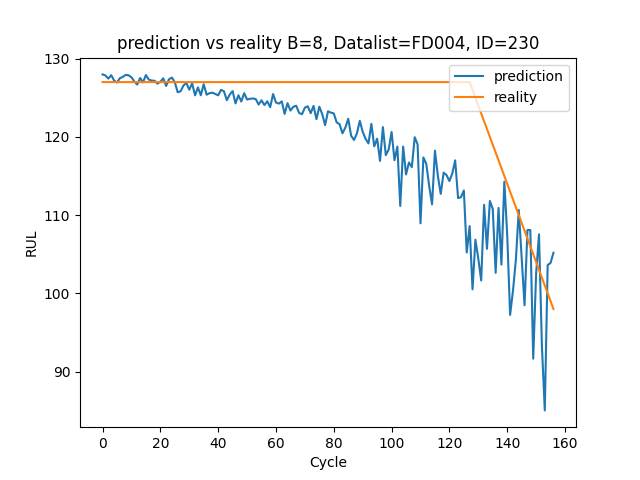 prediction vs reality B=8, Datalist=FD004, ID=230
prediction
reality
130
120
110
100
90
RUL
0 20 40 60 80 100 120 140 160
Cycle